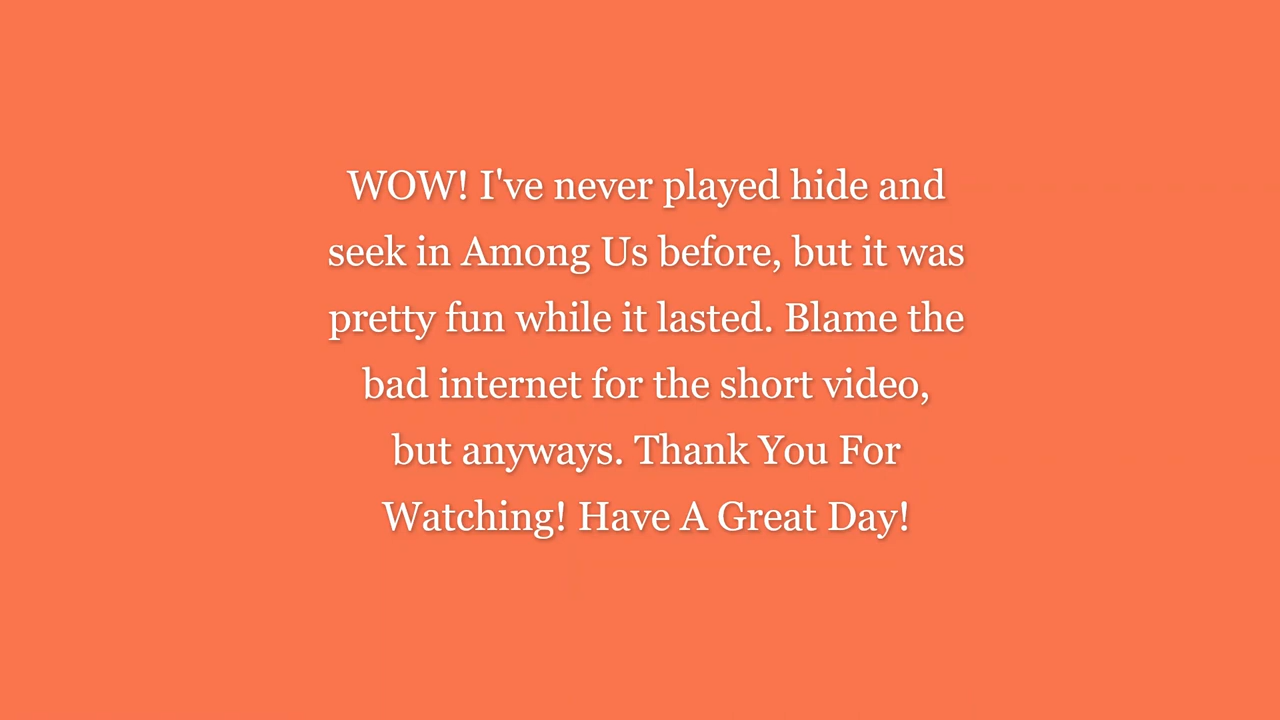 WOW! I've never played hide and
seek in Among Us before, but it was
pretty fun while it lasted. Blame the
bad internet for the short video,
but anyways. Thank You For
Watching! Have A Great Day!